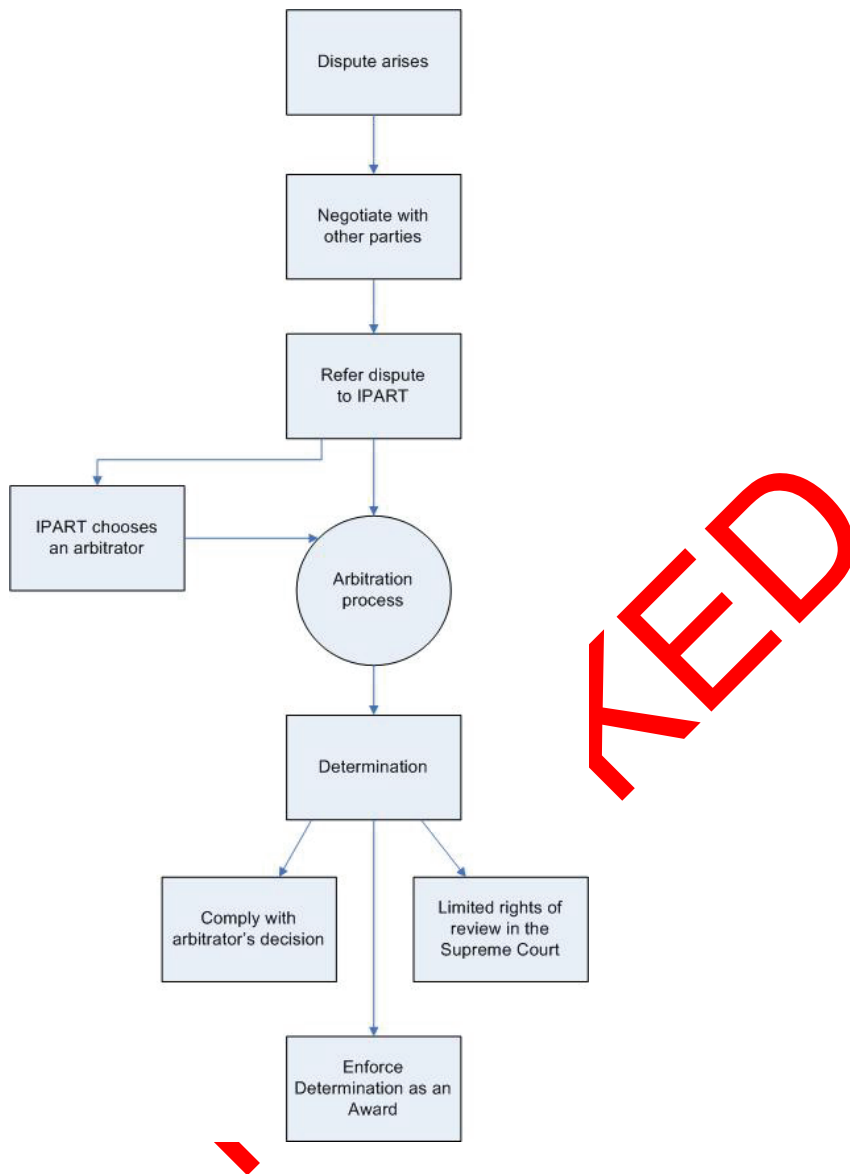 Dispute arises
Negotiate with
other parties
Refer dispute
to IPART
IPART chooses
an arbitrator
Arbitration
process
Determination
Comply with
arbitrator's decision
Limited rights of
review in the
Supreme Court
Enforce
Determination as an
Award
KED